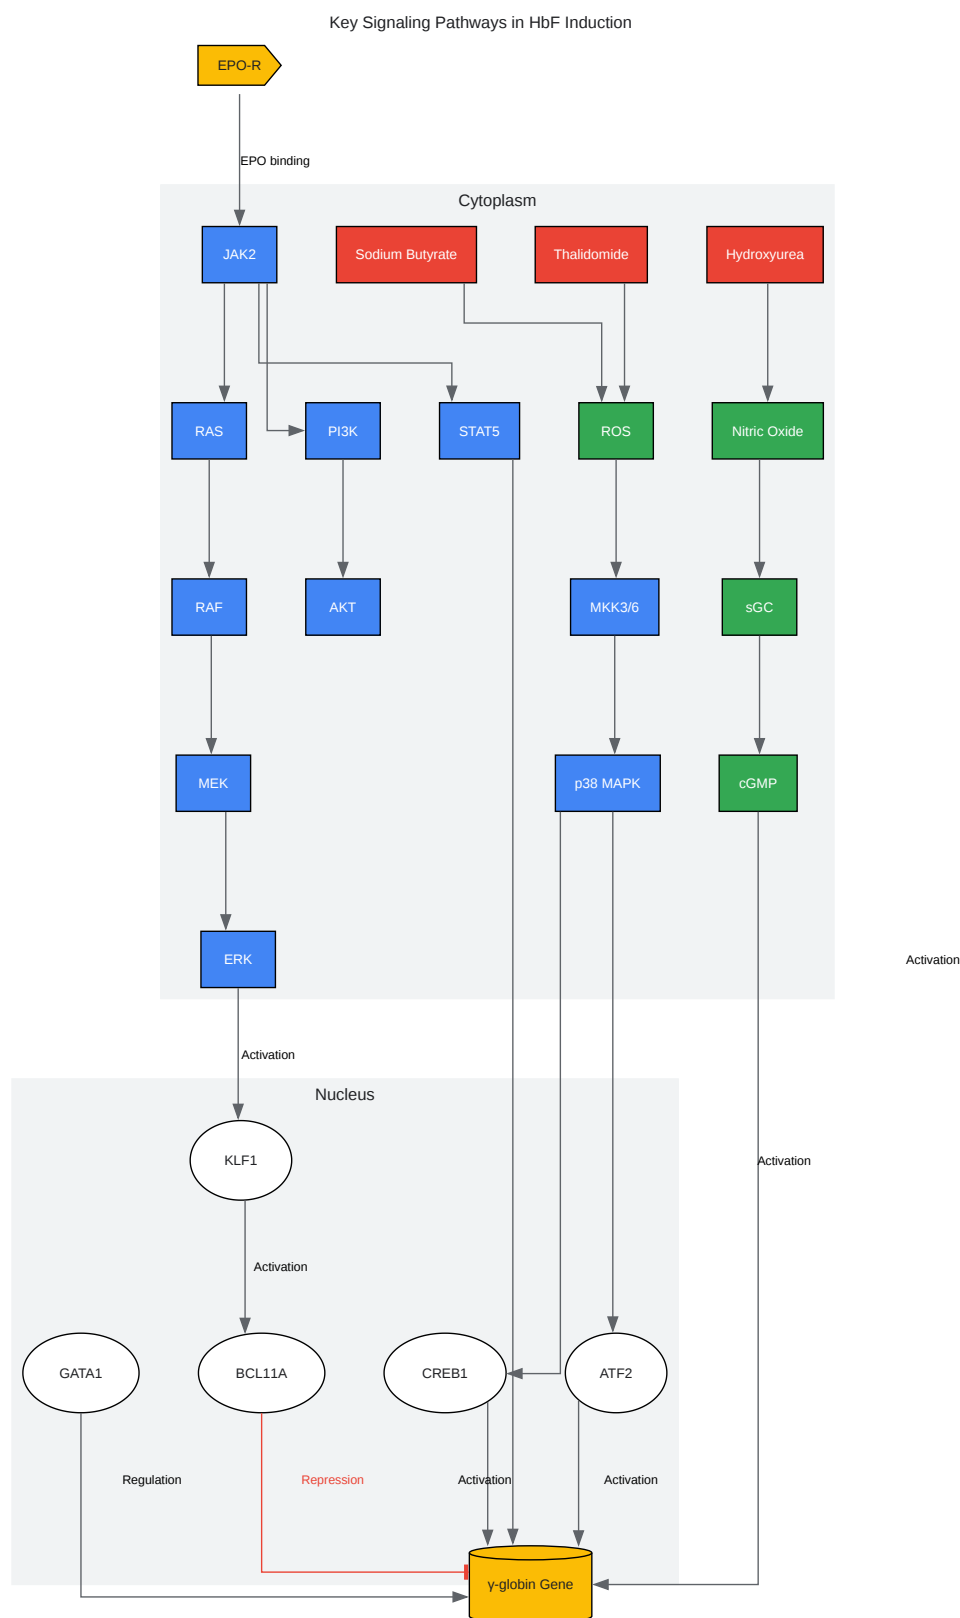 Key Signaling Pathways in HbF Induction
EPO-R
EPO binding
Cytoplasm
JAK2
Sodium Butyrate
Thalidomide
Hydroxyurea
RAS
PI3K
STAT5
ROS
Nitric Oxide
RAF
AKT
MKK3/6
sGC
MEK
p38 MAPK
cGMP
ERK
Activation
Activation
Nucleus
KLF1
Activation
Activation
GATA1
BCL11A
CREB1
ATF2
Regulation
Repression
Activation
Activation
γ-globin Gene